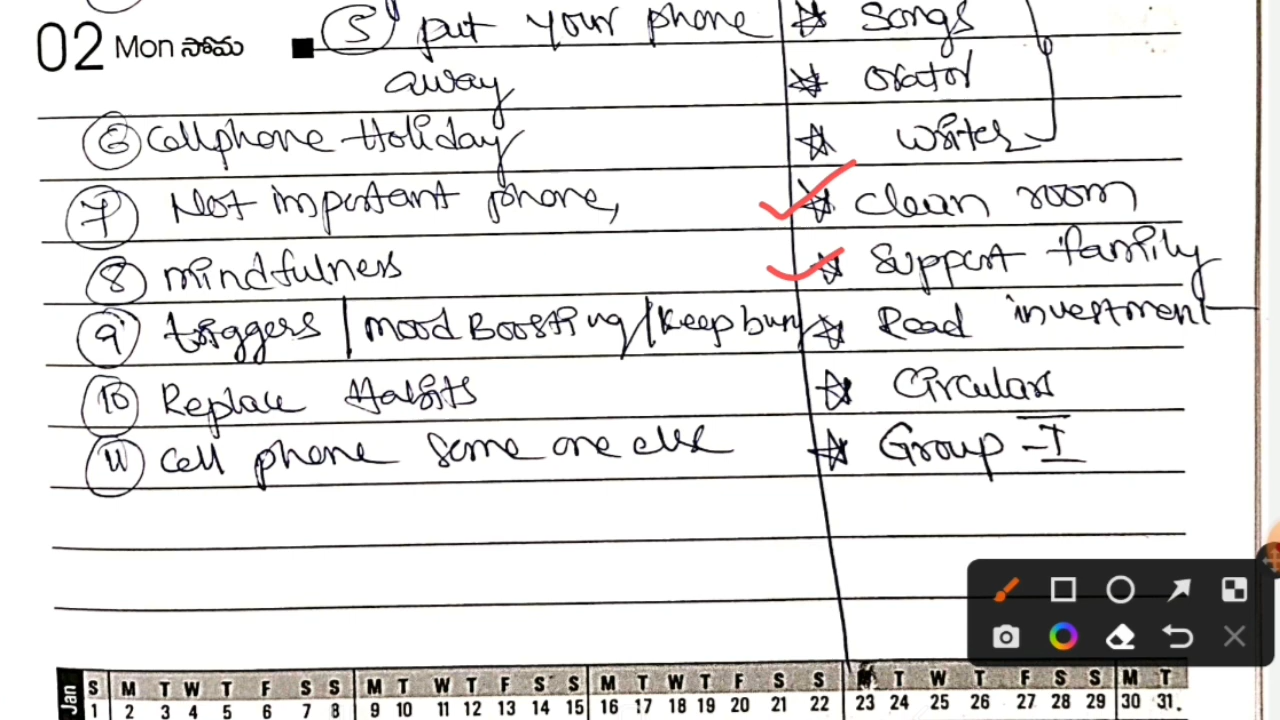 02 Mon సోమ
5 put your phone
away
6 Cellphone Holiday
7 Not important phone,
8 mindfulness
9 triggers | Mood Boosting / Keep busy
10 Replace Habits
11 Cell phone some one else
☆ Songs
☆ Orator
☆ Writer
☆ Clean room
☆ Support family
☆ Read investment
☆ Circulars
☆ Group - I
Jan S M T W T F S S M T W T F S S M T W T F S S M T W T F S S M T
1 2 3 4 5 6 7 8 9 10 11 12 13 14 15 16 17 18 19 20 21 22 23 24 25 26 27 28 29 30 31.